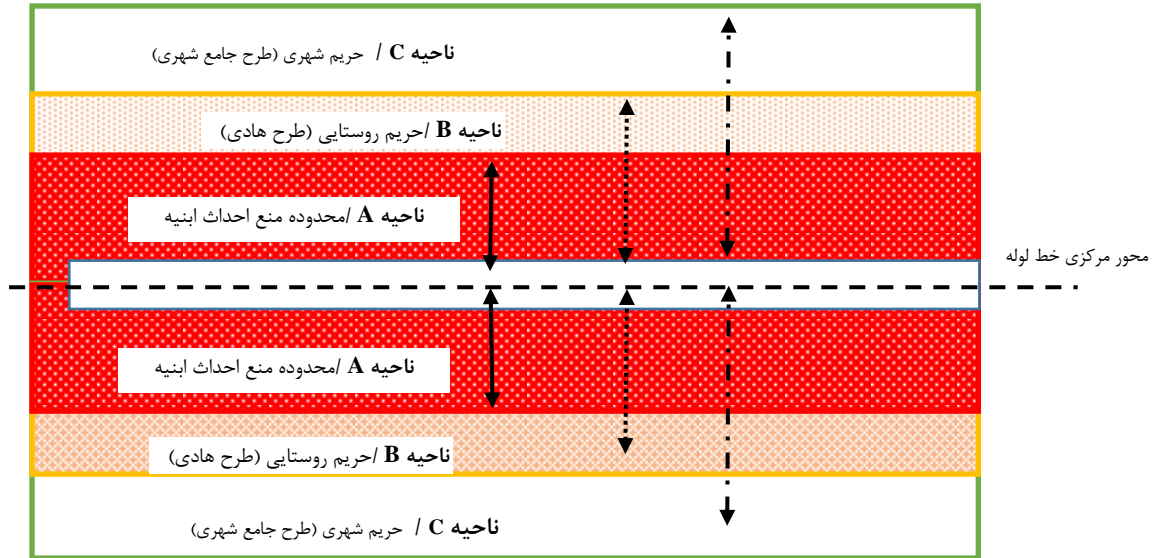 ناحیه C / حریم شهری (طرح جامع شهری)
ناحیه B /حریم روستایی (طرح هادی)
ناحیه A /محدوده منع احداث ابنیه
محور مرکزی خط لوله
ناحیه A /محدوده منع احداث ابنیه
ناحیه B /حریم روستایی (طرح هادی)
ناحیه C / حریم شهری (طرح جامع شهری)